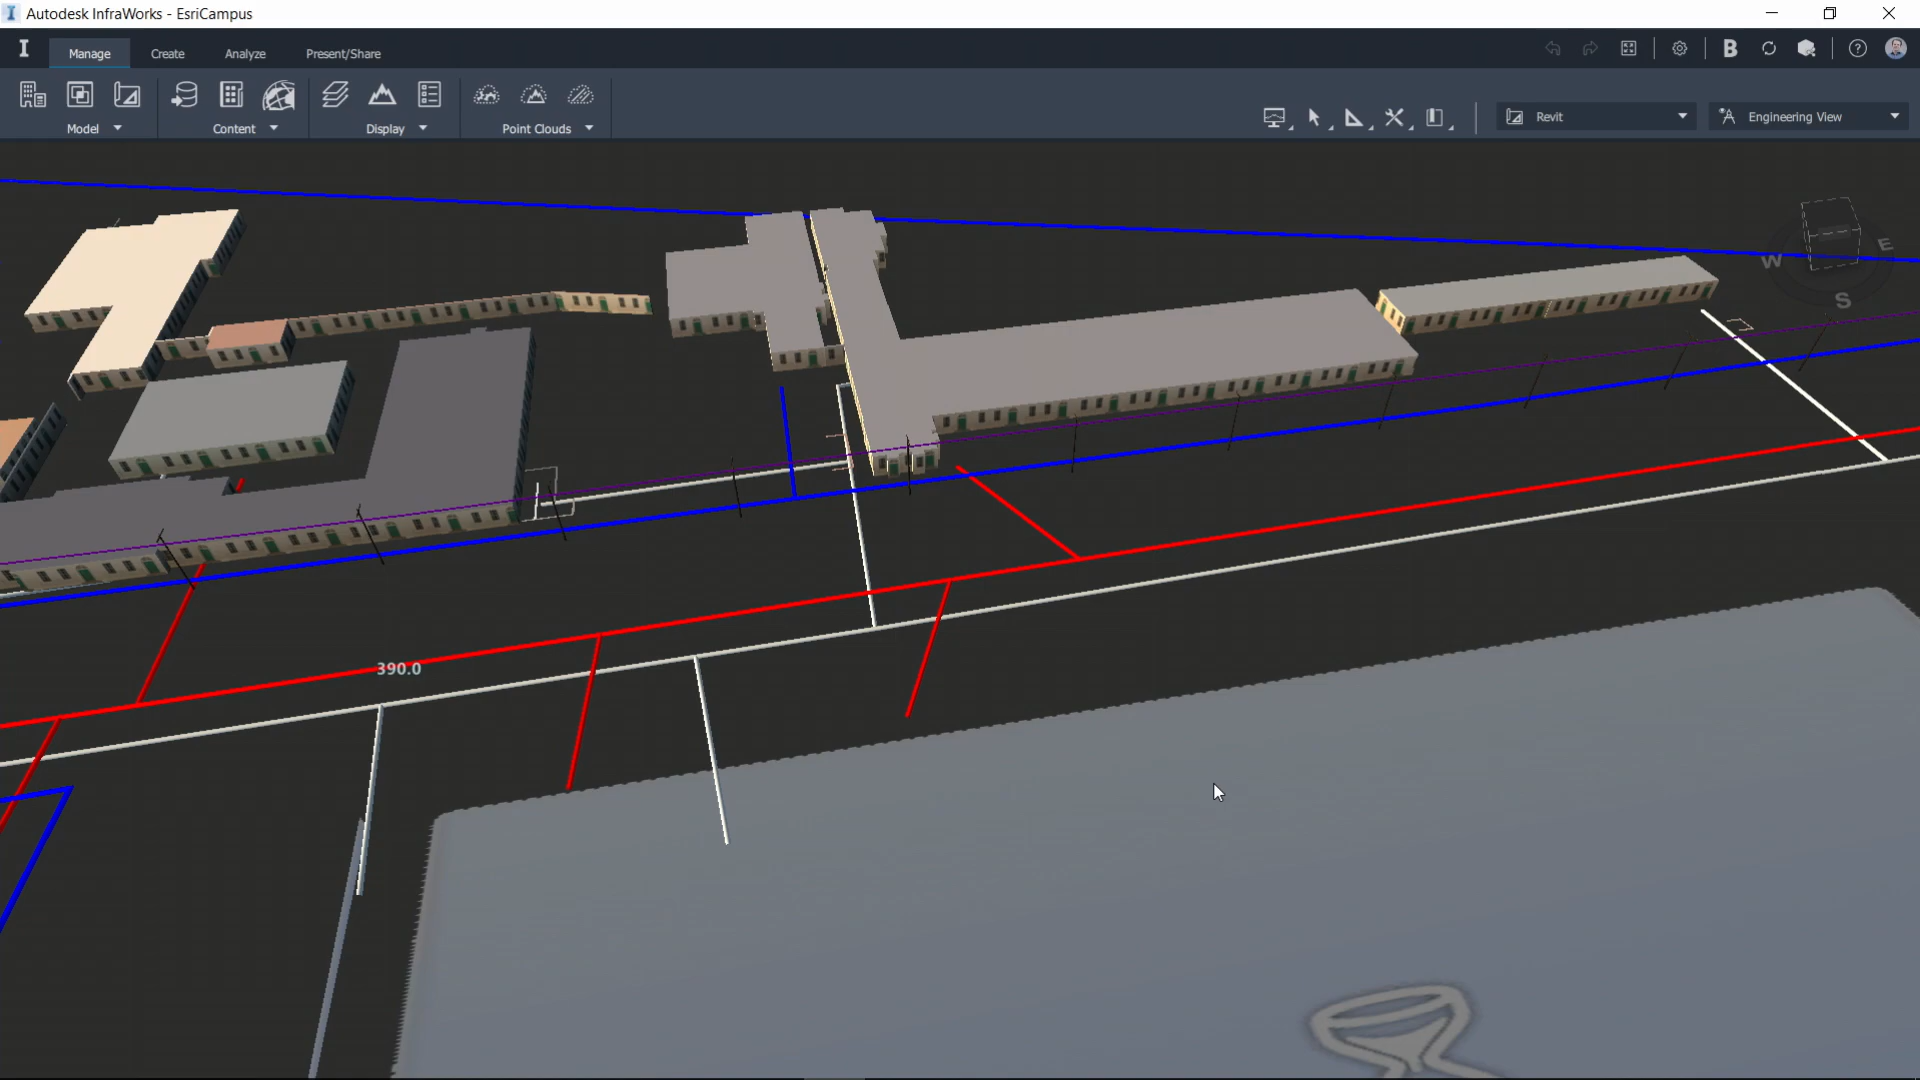 Autodesk InfraWorks - EsriCampus
I Manage Create Analyze Present/Share B
Model Content Display Point Clouds
Revit Engineering View
W E S
390.0